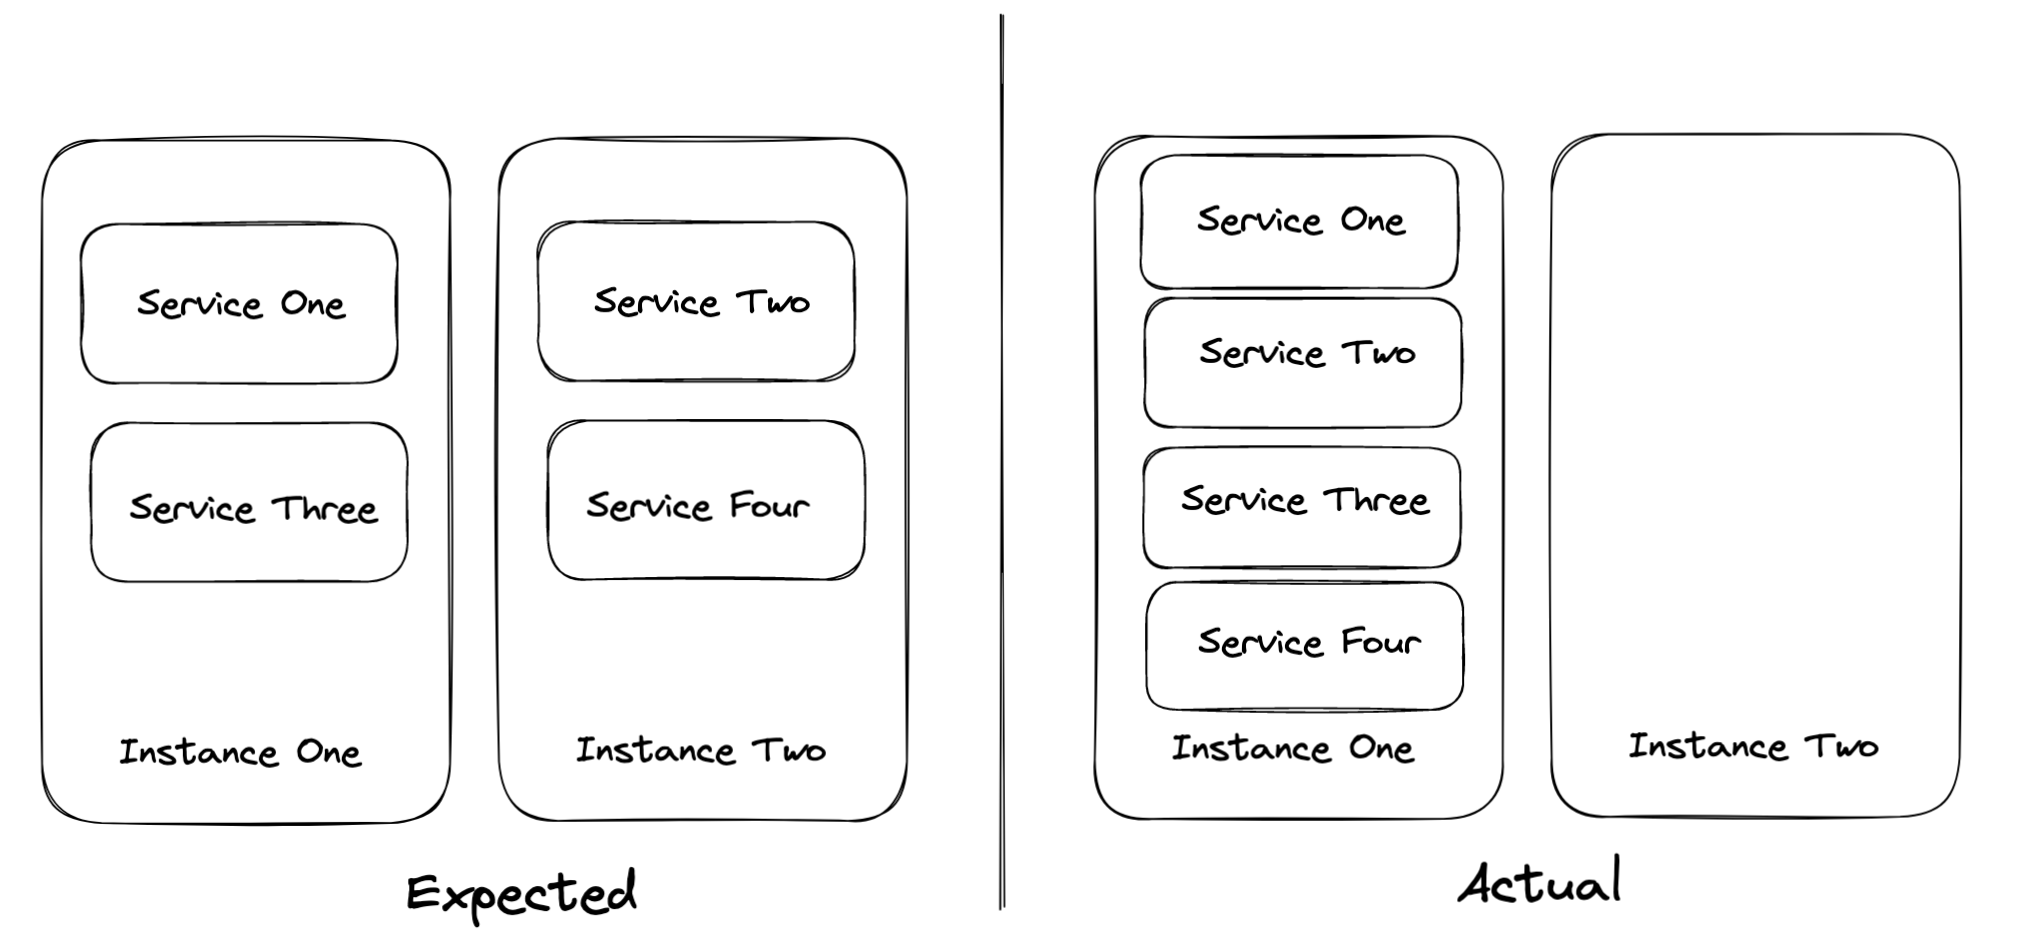 Service One
Service Three
Instance One
Service Two
Service Four
Instance Two
Expected
Service One
Service Two
Service Three
Service Four
Instance One
Instance Two
Actual